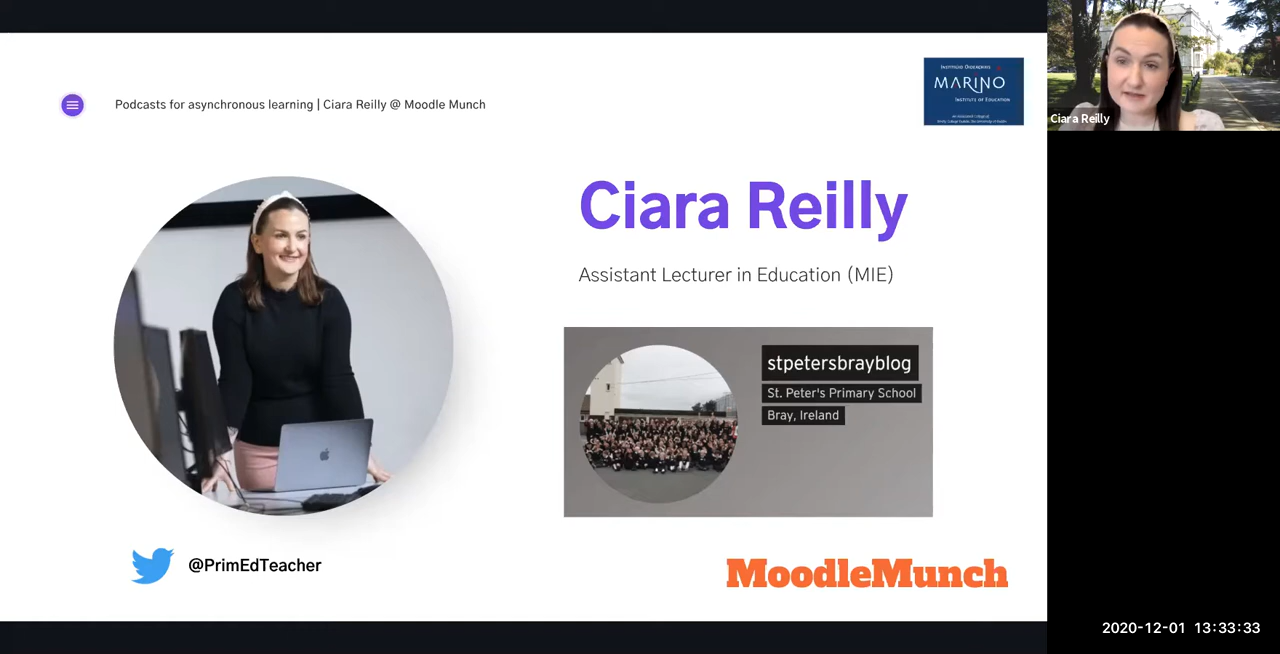 Podcasts for asynchronous learning | Ciara Reilly @ Moodle Munch
MARINO
INSTITUTE OF EDUCATION
Ciara Reilly
Ciara Reilly
Assistant Lecturer in Education (MIE)
stpetersbrayblog
St. Peter's Primary School
Bray, Ireland
@PrimEdTeacher
MoodleMunch
2020-12-01 13:33:33